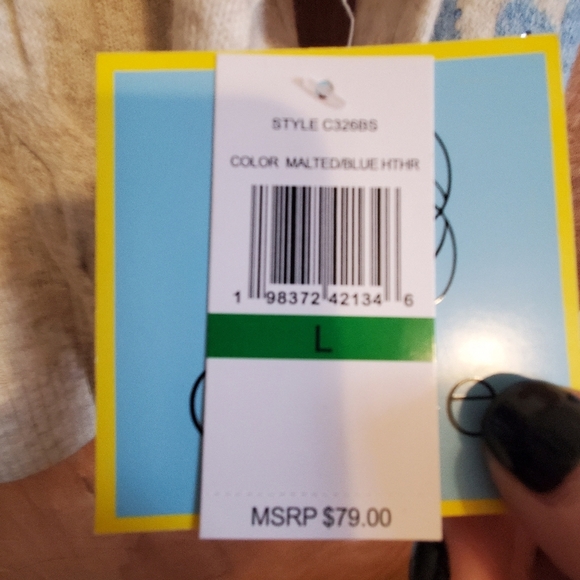 STYLE C326BS
COLOR MALTED/BLUE HTHR
1 98372 42134 6
L
MSRP $79.00